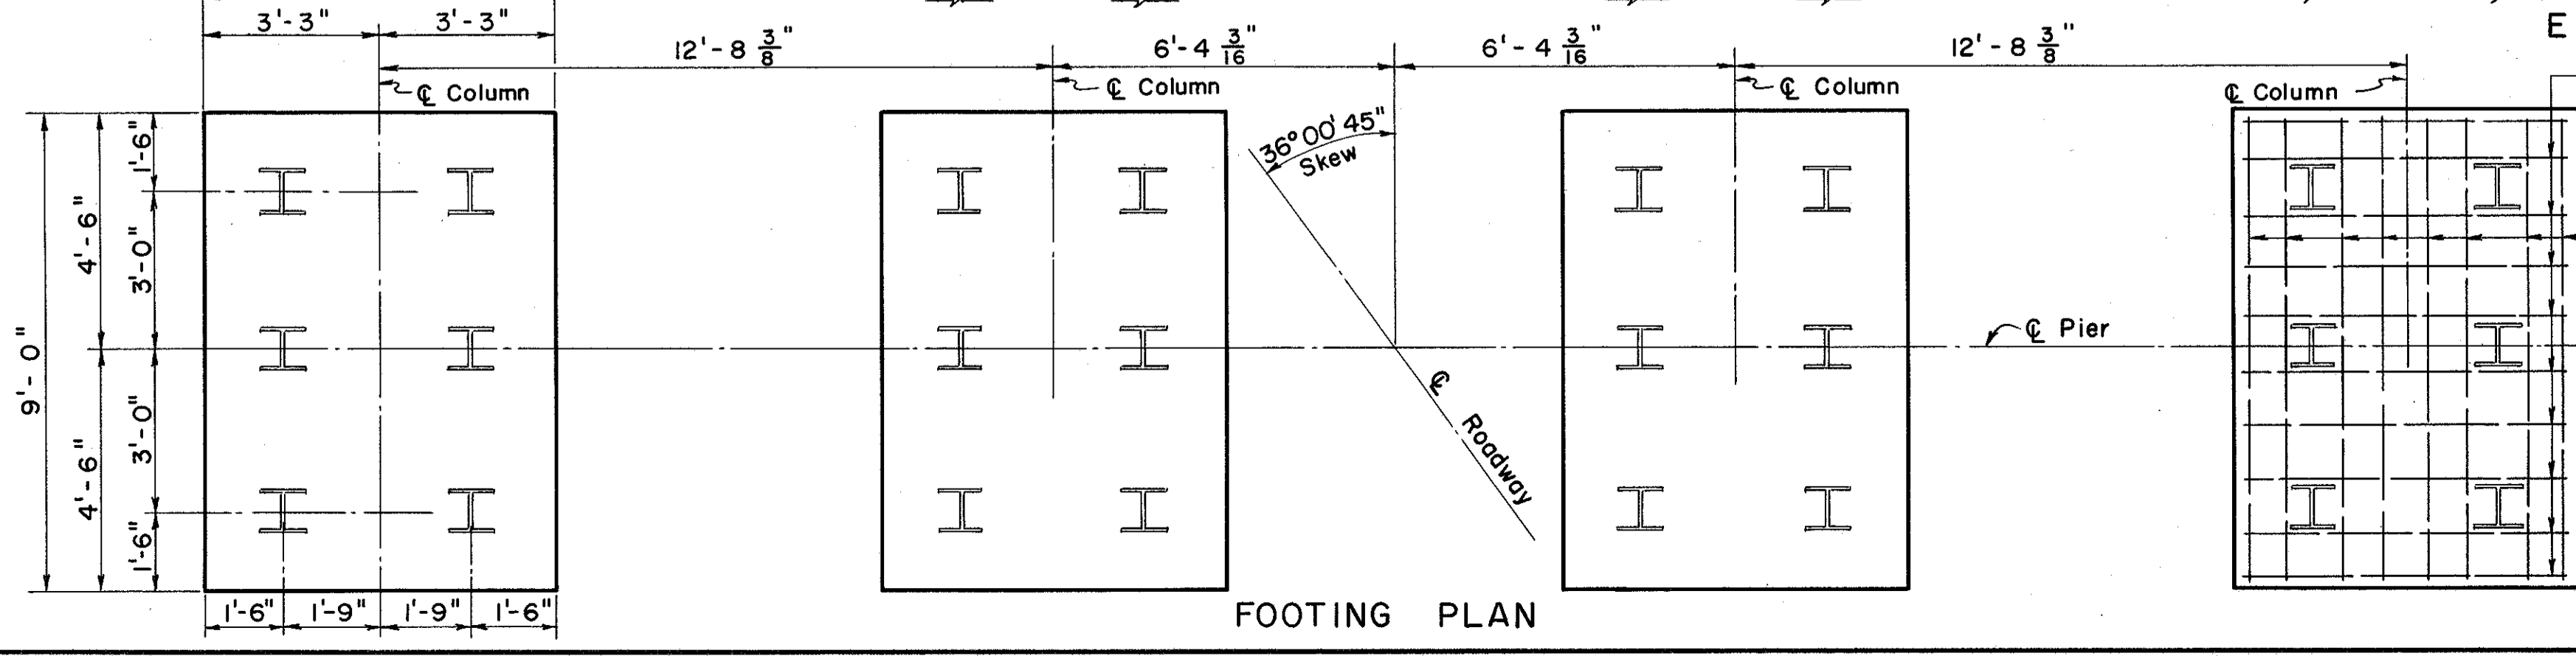 3'-3" 3'-3"
12'-8 3/8" 6'-4 3/16" 6'-4 3/16" 12'-8 3/8"
E
℄ Column ℄ Column ℄ Column ℄ Column
36°00'45"
Skew
1'-6"
4'-6"
3'-0"
9'-0"
℄ Pier
℄ Roadway
3'-0"
4'-6"
1'-6"
1'-6" 1'-9" 1'-9" 1'-6"
FOOTING PLAN